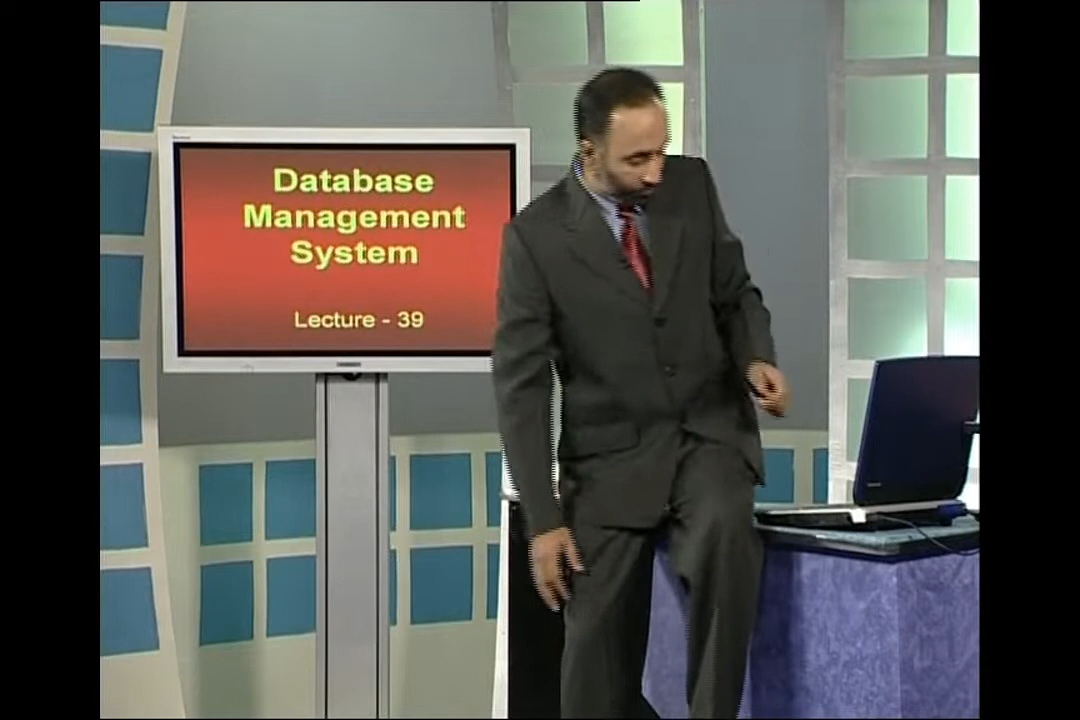 Database
Management
System
Lecture - 39